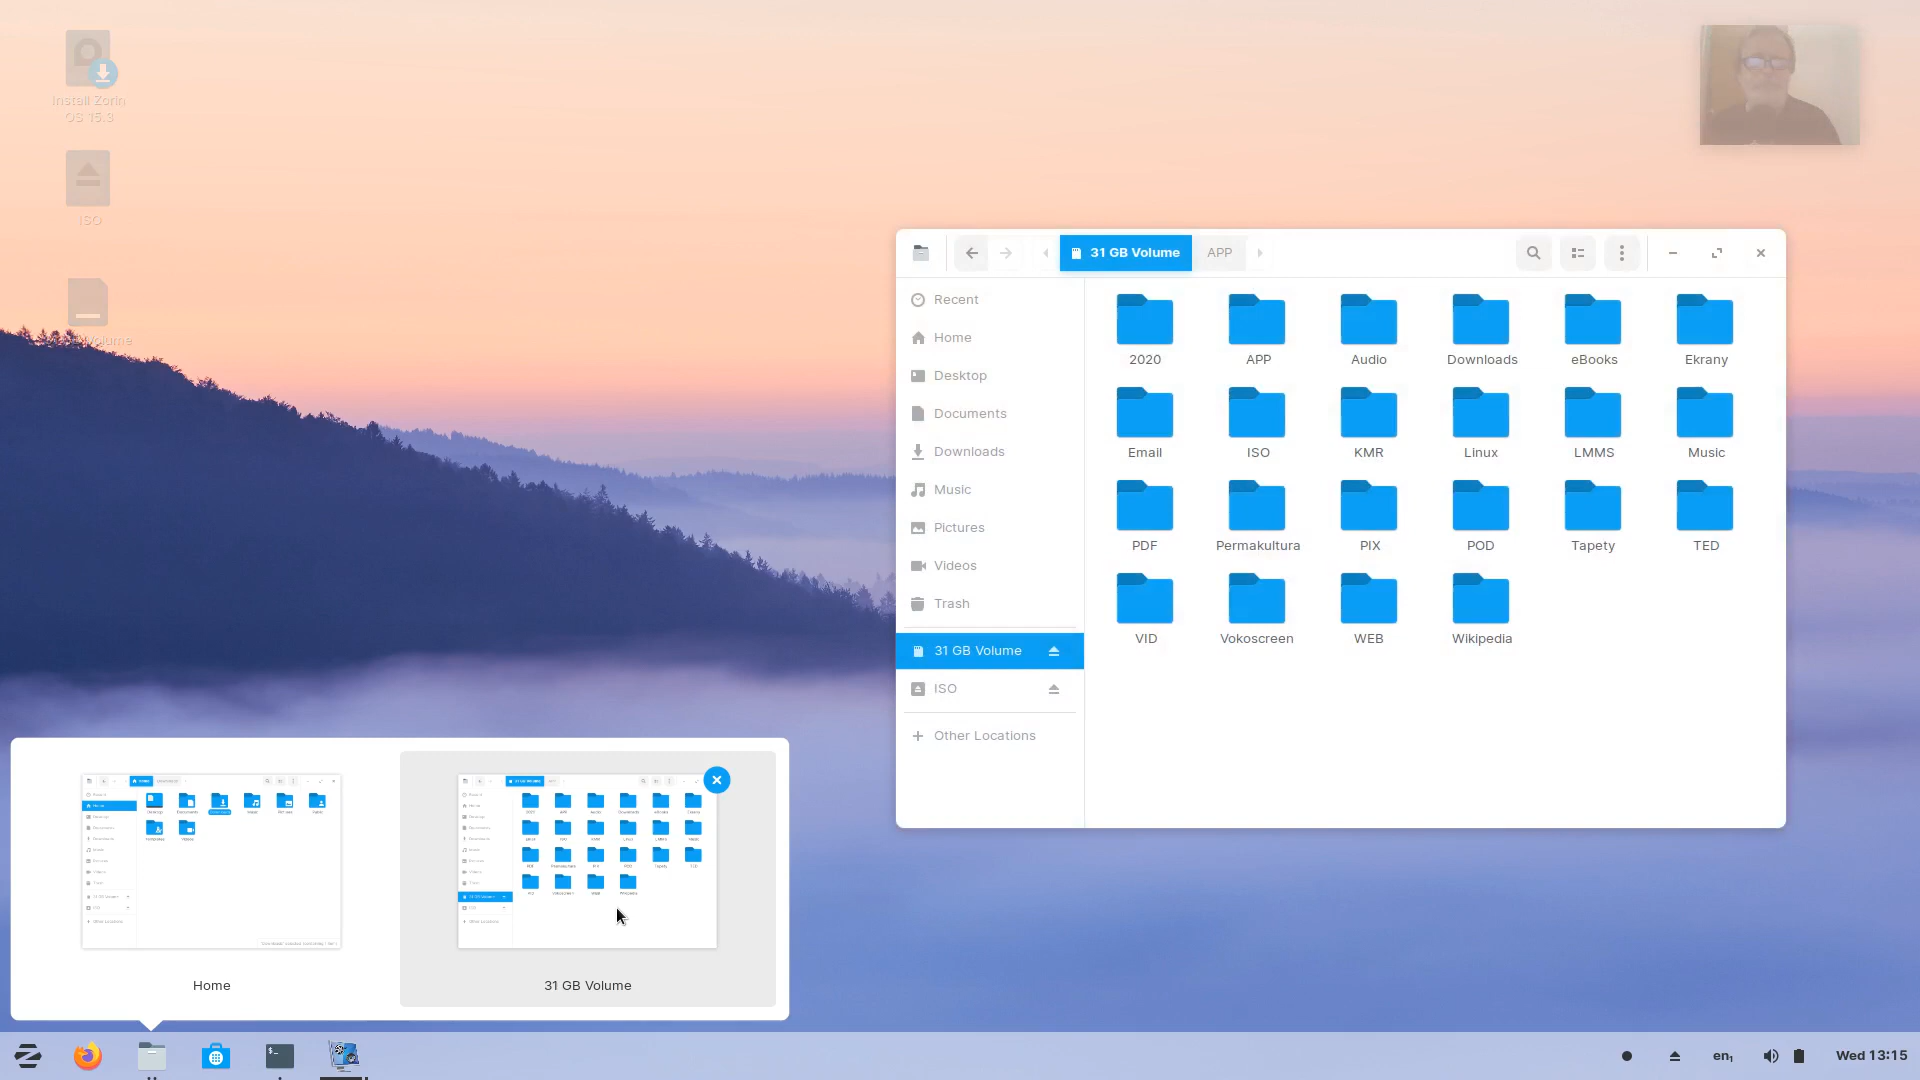 Install Zorin
OS 15.3
ISO
Volume
31 GB Volume
APP
Recent
Home
Desktop
Documents
Downloads
Music
Pictures
Videos
Trash
31 GB Volume
ISO
Other Locations
2020
APP
Audio
Downloads
eBooks
Ekrany
Email
ISO
KMR
Linux
LMMS
Music
PDF
Permakultura
PIX
POD
Tapety
TED
VID
Vokoscreen
WEB
Wikipedia
Home
31 GB Volume
en₁
Wed 13:15